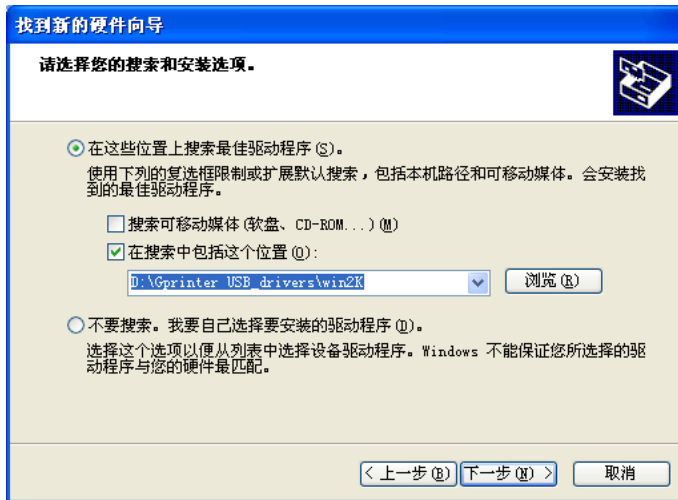 找到新的硬件向导
请选择您的搜索和安装选项。
在这些位置上搜索最佳驱动程序(S)。
使用下列的复选框限制或扩展默认搜索，包括本机路径和可移动媒体。会安装找
到的最佳驱动程序。
搜索可移动媒体(软盘、CD-ROM...)(M)
在搜索中包括这个位置(O):
D:\Gprinter USB_drivers\win2K
浏览(R)
不要搜索。我要自己选择要安装的驱动程序(D)。
选择这个选项以便从列表中选择设备驱动程序。Windows 不能保证您所选择的驱
动程序与您的硬件最匹配。
< 上一步(B) 下一步(N) > 取消